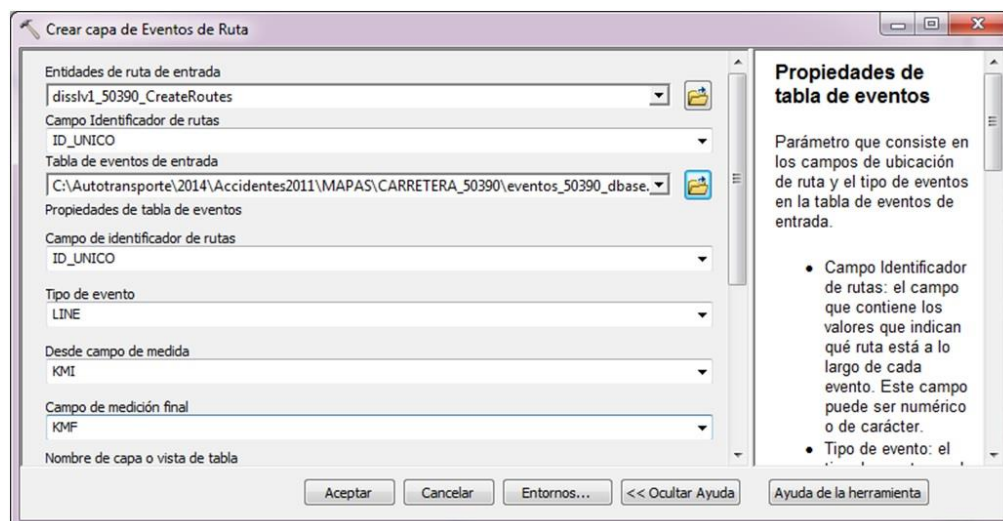 Crear capa de Eventos de Ruta
Entidades de ruta de entrada
disslv1_50390_CreateRoutes
Campo Identificador de rutas
ID_UNICO
Tabla de eventos de entrada
C:\Autotransporte\2014\Accidentes2011\MAPAS\CARRETERA_50390\eventos_50390_dbase.
Propiedades de tabla de eventos
Campo de identificador de rutas
ID_UNICO
Tipo de evento
LINE
Desde campo de medida
KMI
Campo de medición final
KMF
Nombre de capa o vista de tabla
Propiedades de
tabla de eventos
Parámetro que consiste en
los campos de ubicación
de ruta y el tipo de eventos
en la tabla de eventos de
entrada.
• Campo Identificador
de rutas: el campo
que contiene los
valores que indican
qué ruta está a lo
largo de cada
evento. Este campo
puede ser numérico
o de carácter.
• Tipo de evento: el
Aceptar
Cancelar
Entornos...
<< Ocultar Ayuda
Ayuda de la herramienta